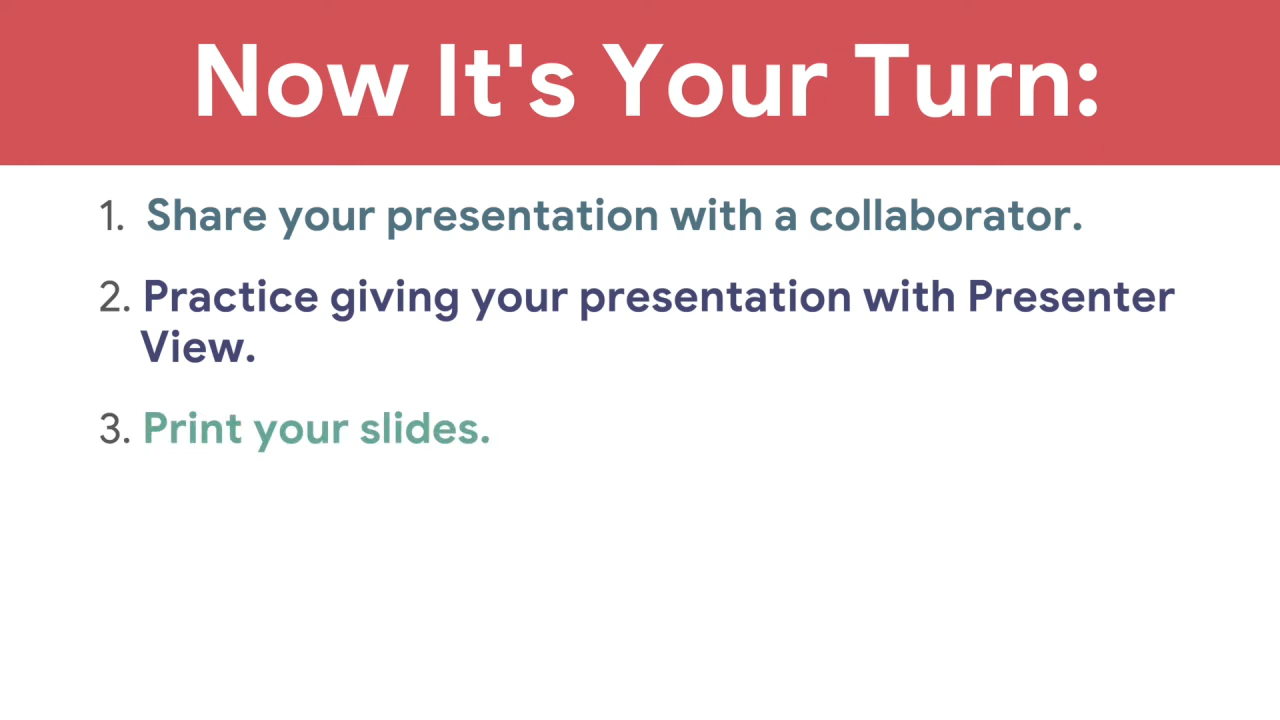 Now It's Your Turn:
1. Share your presentation with a collaborator.
2. Practice giving your presentation with Presenter
View.
3. Print your slides.